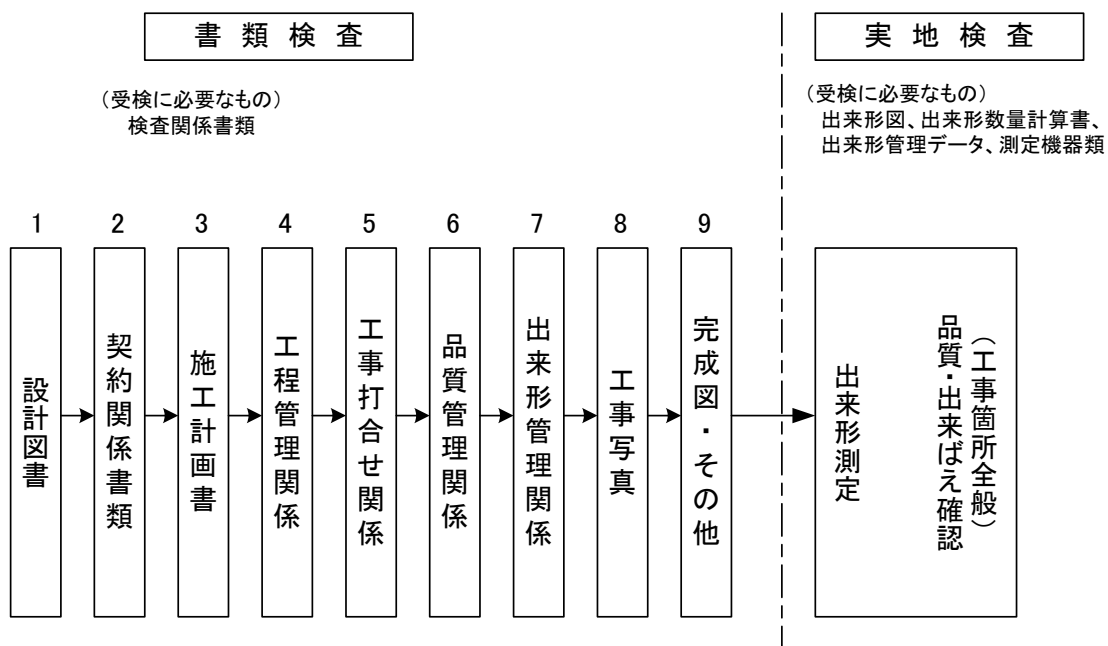 書類検査
(受検に必要なもの)
検査関係書類
実地検査
(受検に必要なもの)
出来形図、出来形数量計算書、
出来形管理データ、測定機器類
1
2
3
4
5
6
7
8
9
設計図書
契約関係書類
施工計画書
工程管理関係
工事打合せ関係
品質管理関係
出来形管理関係
工事写真
完成図・その他
出来形測定
(工事箇所全般)
品質・出来ばえ確認